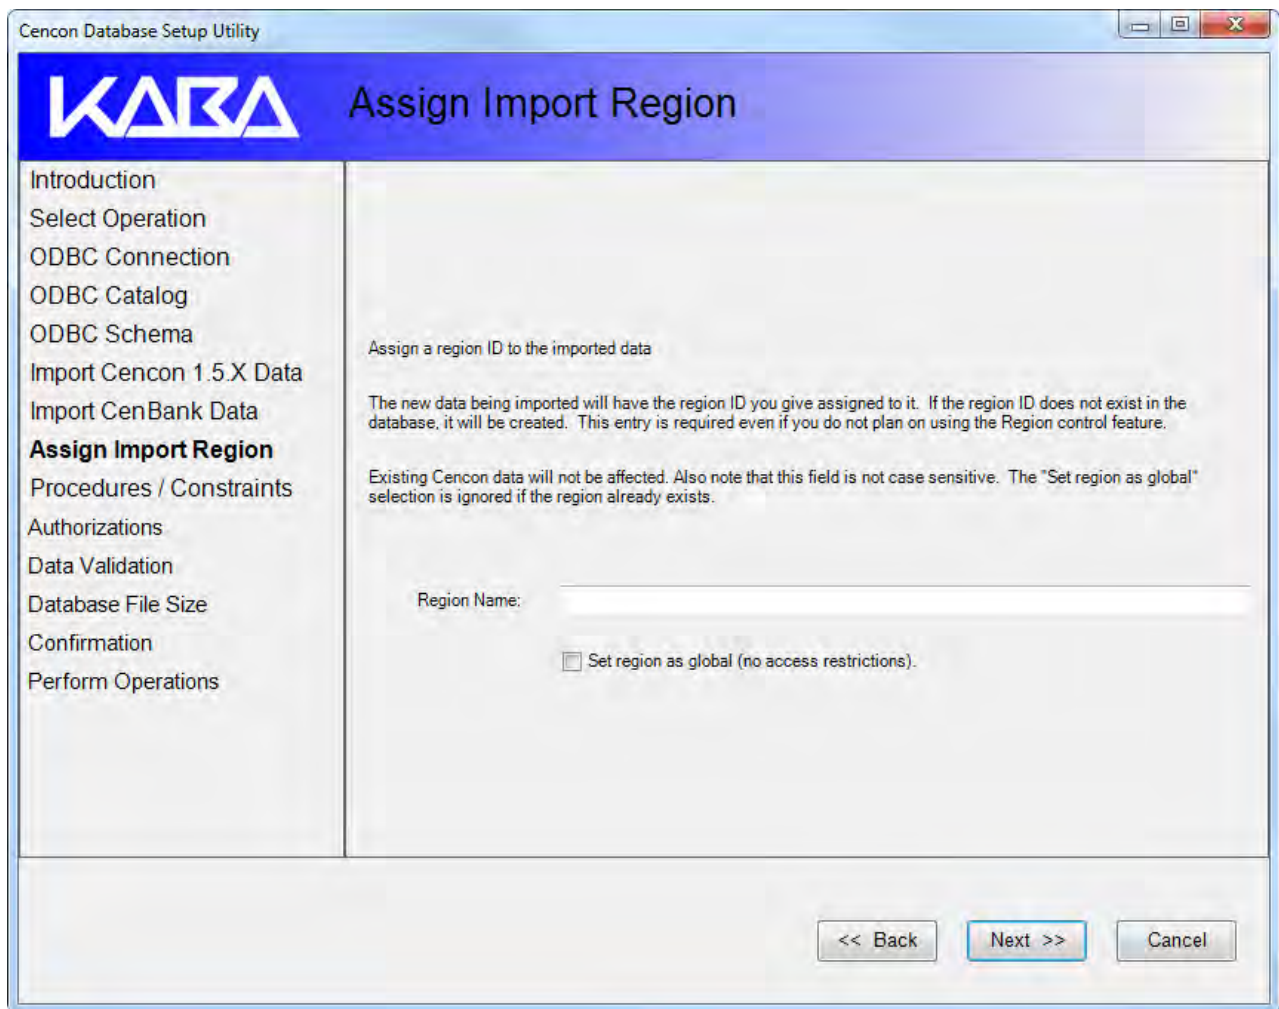 Cencon Database Setup Utility
KABA
Assign Import Region
Introduction
Select Operation
ODBC Connection
ODBC Catalog
ODBC Schema
Import Cencon 1.5.X Data
Import CenBank Data
Assign Import Region
Procedures / Constraints
Authorizations
Data Validation
Database File Size
Confirmation
Perform Operations
Assign a region ID to the imported data
The new data being imported will have the region ID you give assigned to it.  If the region ID does not exist in the
database, it will be created.  This entry is required even if you do not plan on using the Region control feature.
Existing Cencon data will not be affected. Also note that this field is not case sensitive.  The "Set region as global"
selection is ignored if the region already exists.
Region Name:
Set region as global (no access restrictions).
<< Back
Next >>
Cancel